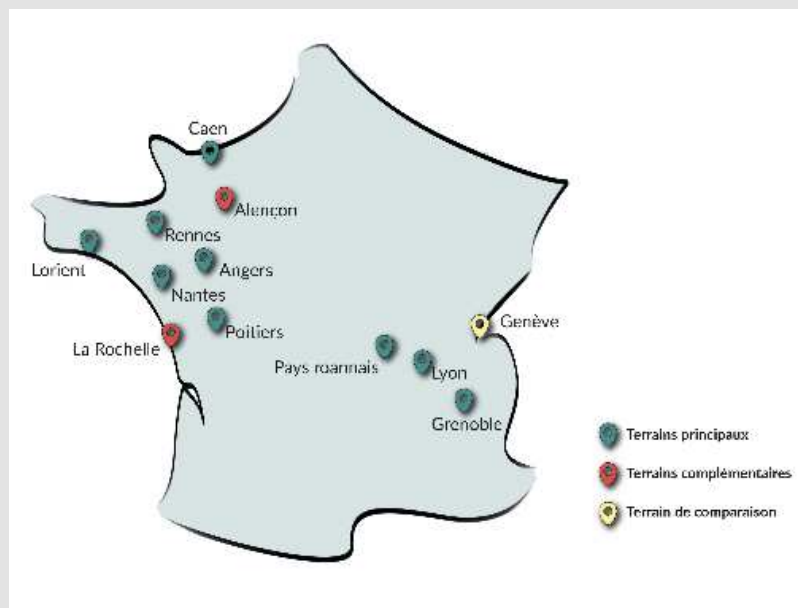 Caen
Alençon
Rennes
Lorient
Angers
Nantes
Poitiers
La Rochelle
Genève
Pays roannais
Lyon
Grenoble
Terrains principaux
Terrains complémentaires
Terrain de comparaison